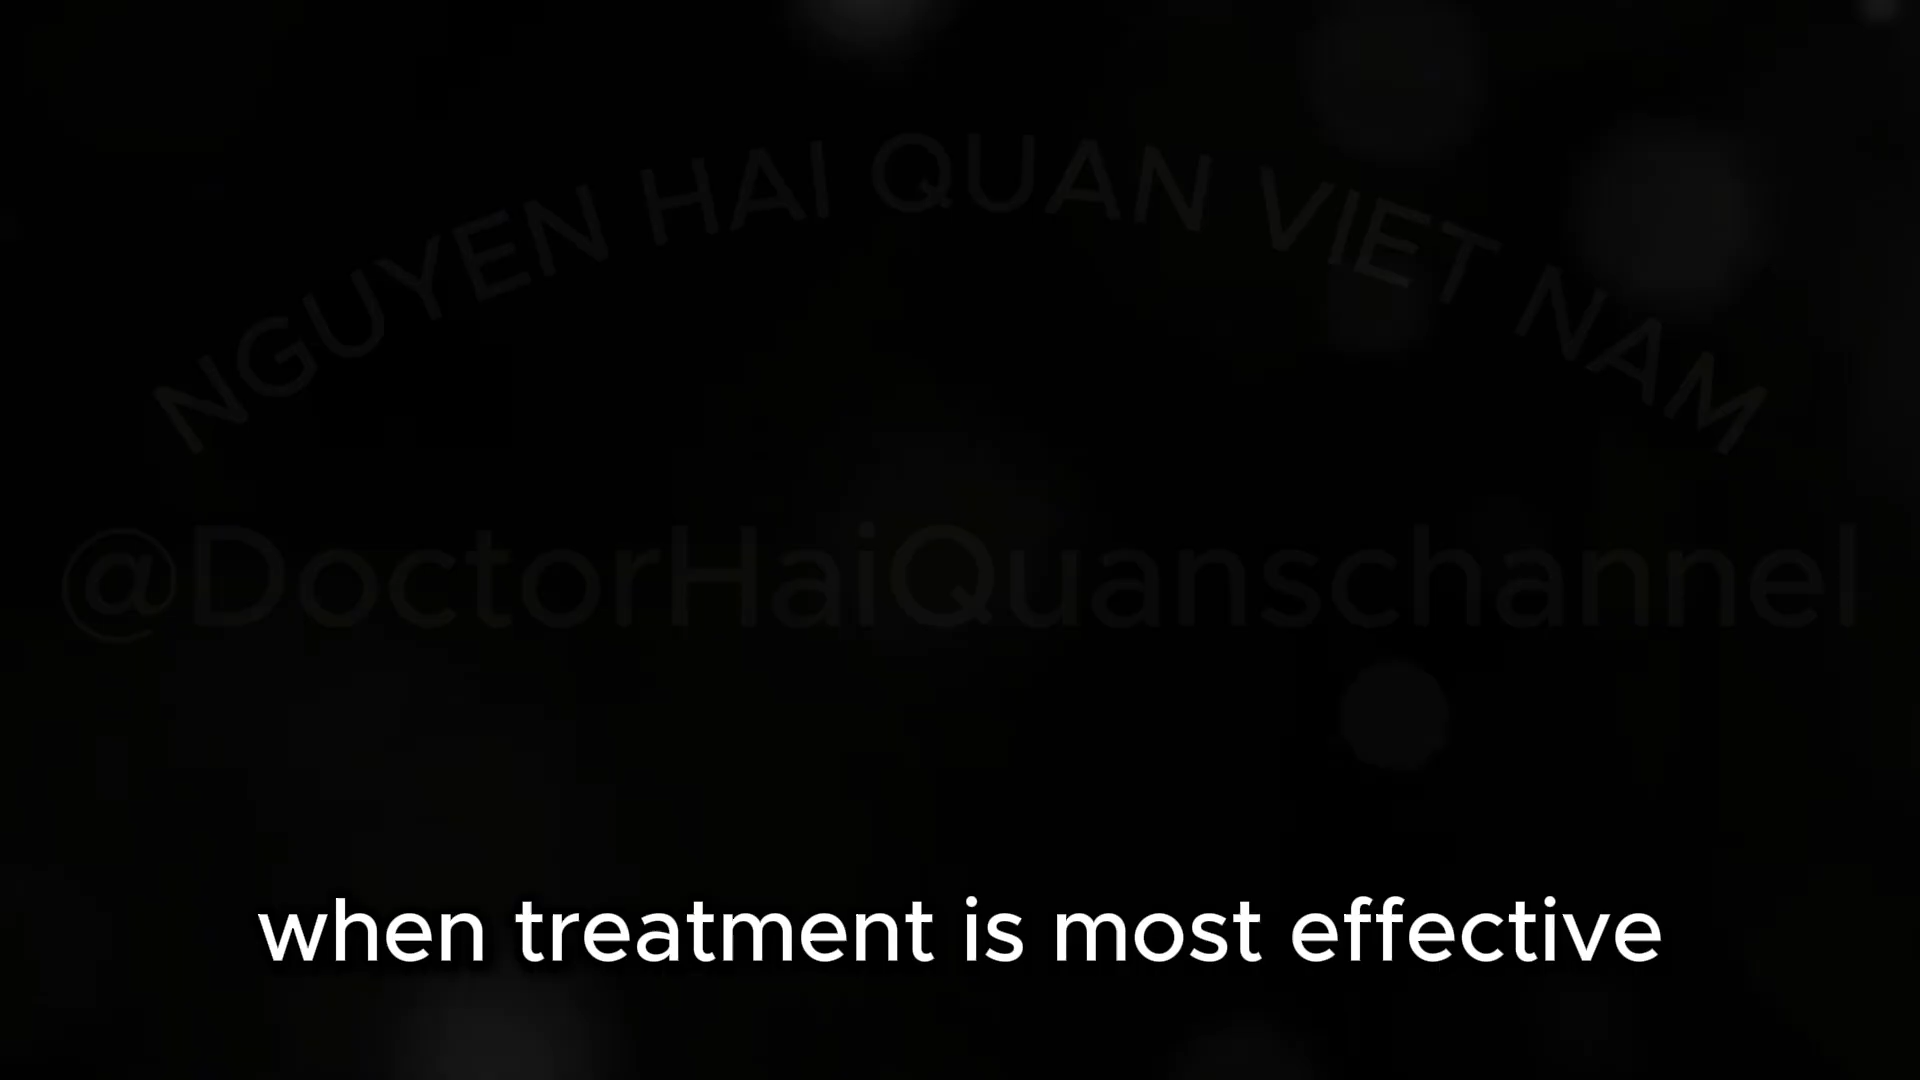 NGUYEN HAI QUAN VIET NAM
@DoctorHaiQuanschannel
when treatment is most effective